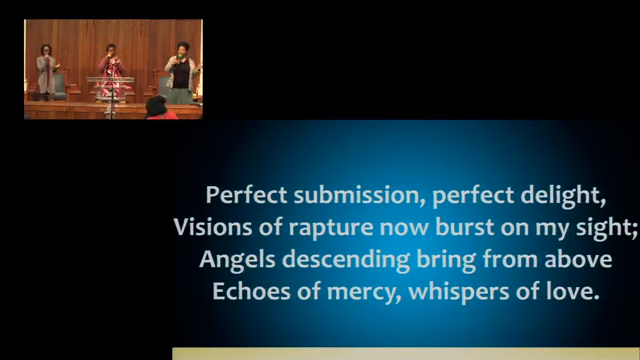 Perfect submission, perfect delight,
Visions of rapture now burst on my sight;
Angels descending bring from above
Echoes of mercy, whispers of love.